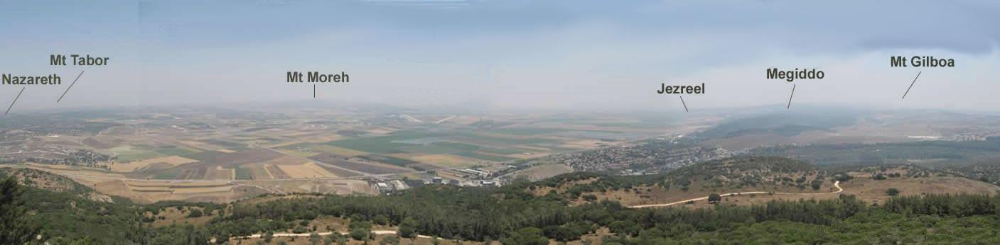 Nazareth
Mt Tabor
Mt Moreh
Jezreel
Megiddo
Mt Gilboa